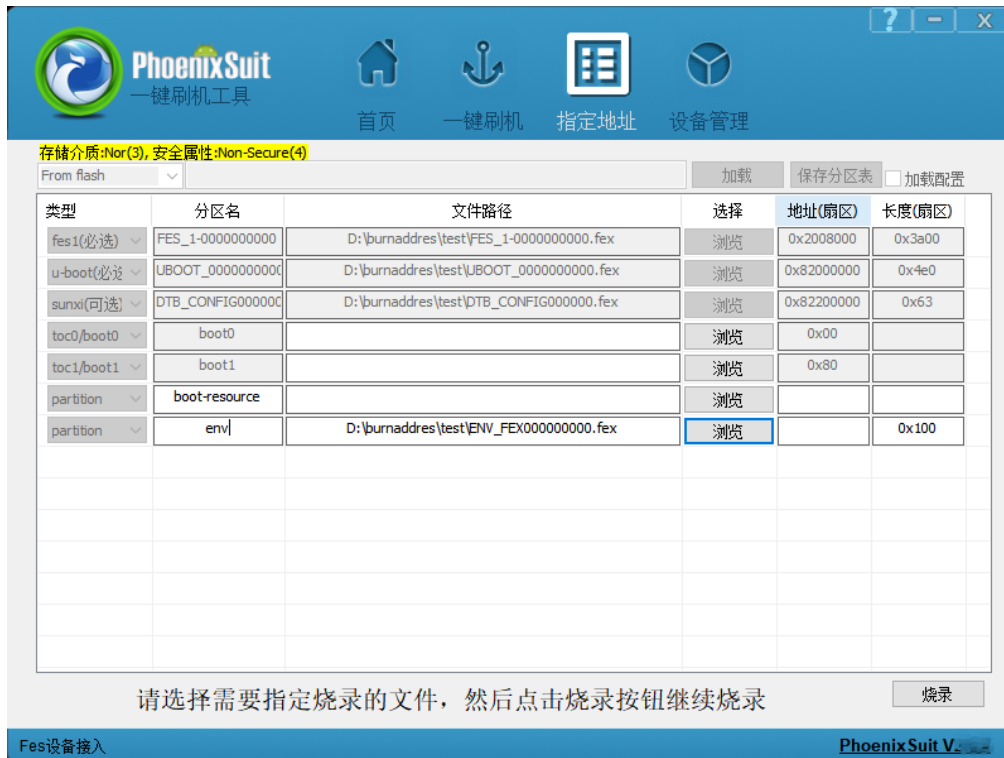 ? - X
PhoenixSuit
一键刷机工具
首页 一键刷机 指定地址 设备管理
存储介质:Nor(3), 安全属性:Non-Secure(4)
From flash 加载 保存分区表 加载配置
类型 分区名 文件路径 选择 地址(扇区) 长度(扇区)
fes1(必选) FES_1-0000000000 D:\burnaddres\test\FES_1-0000000000.fex 浏览 0x2008000 0x3a00
u-boot(必选 UBOOT_0000000000 D:\burnaddres\test\UBOOT_0000000000.fex 浏览 0x82000000 0x4e0
sunxi(可选) DTB_CONFIG000000 D:\burnaddres\test\DTB_CONFIG000000.fex 浏览 0x82200000 0x63
toc0/boot0 boot0 浏览 0x00
toc1/boot1 boot1 浏览 0x80
partition boot-resource 浏览
partition env D:\burnaddres\test\ENV_FEX000000000.fex 浏览 0x100
请选择需要指定烧录的文件，然后点击烧录按钮继续烧录 烧录
Fes设备接入 PhoenixSuit V.